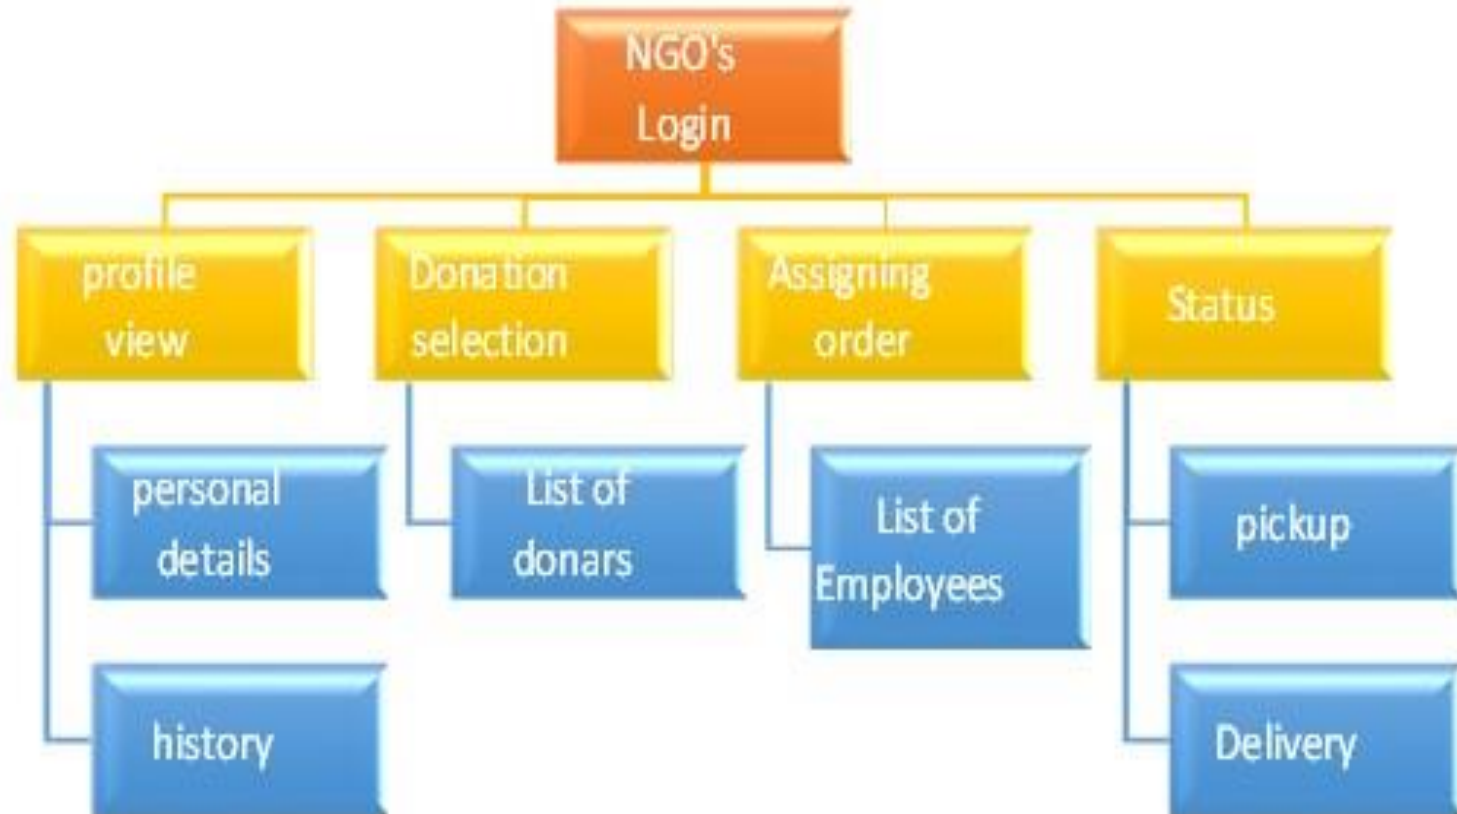 NGO's
Login
profile
view
Donation
selection
Assigning
order
Status
personal
details
List of
donars
List of
Employees
pickup
history
Delivery